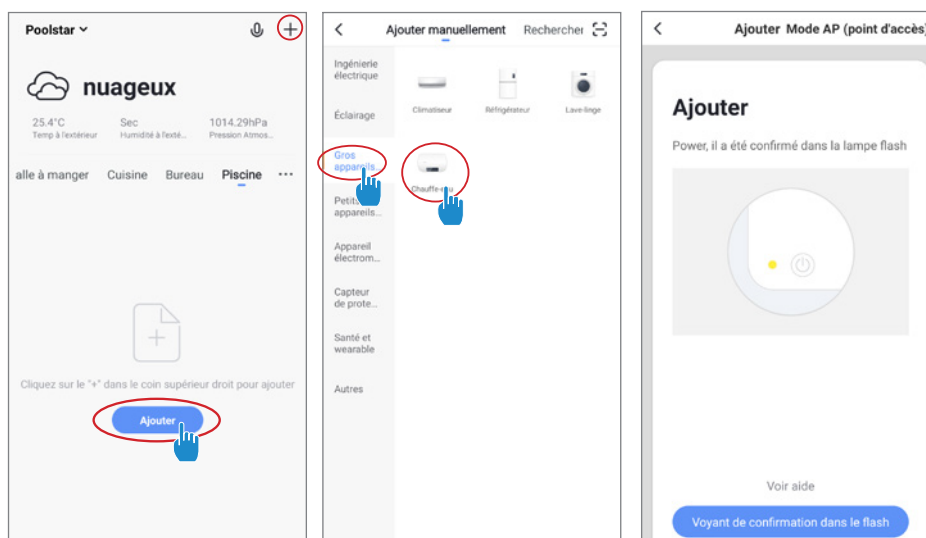 Poolstar
nuageux
25.4°C Sec 1014.29hPa
Temp à l'extérieur Humidité à l'exté... Pression Atmos...
alle à manger Cuisine Bureau Piscine ...
Cliquez sur le "+" dans le coin supérieur droit pour ajouter
Ajouter
Ajouter manuellement Rechercher
Ingénierie
électrique
Éclairage
Gros
appareils...
Petits
appareils...
Appareil
électrom...
Capteur
de prote...
Santé et
wearable
Autres
Climatiseur Réfrigérateur Lave-linge
Chauffe-eau
Ajouter Mode AP (point d'accès)
Ajouter
Power, il a été confirmé dans la lampe flash
Voir aide
Voyant de confirmation dans le flash